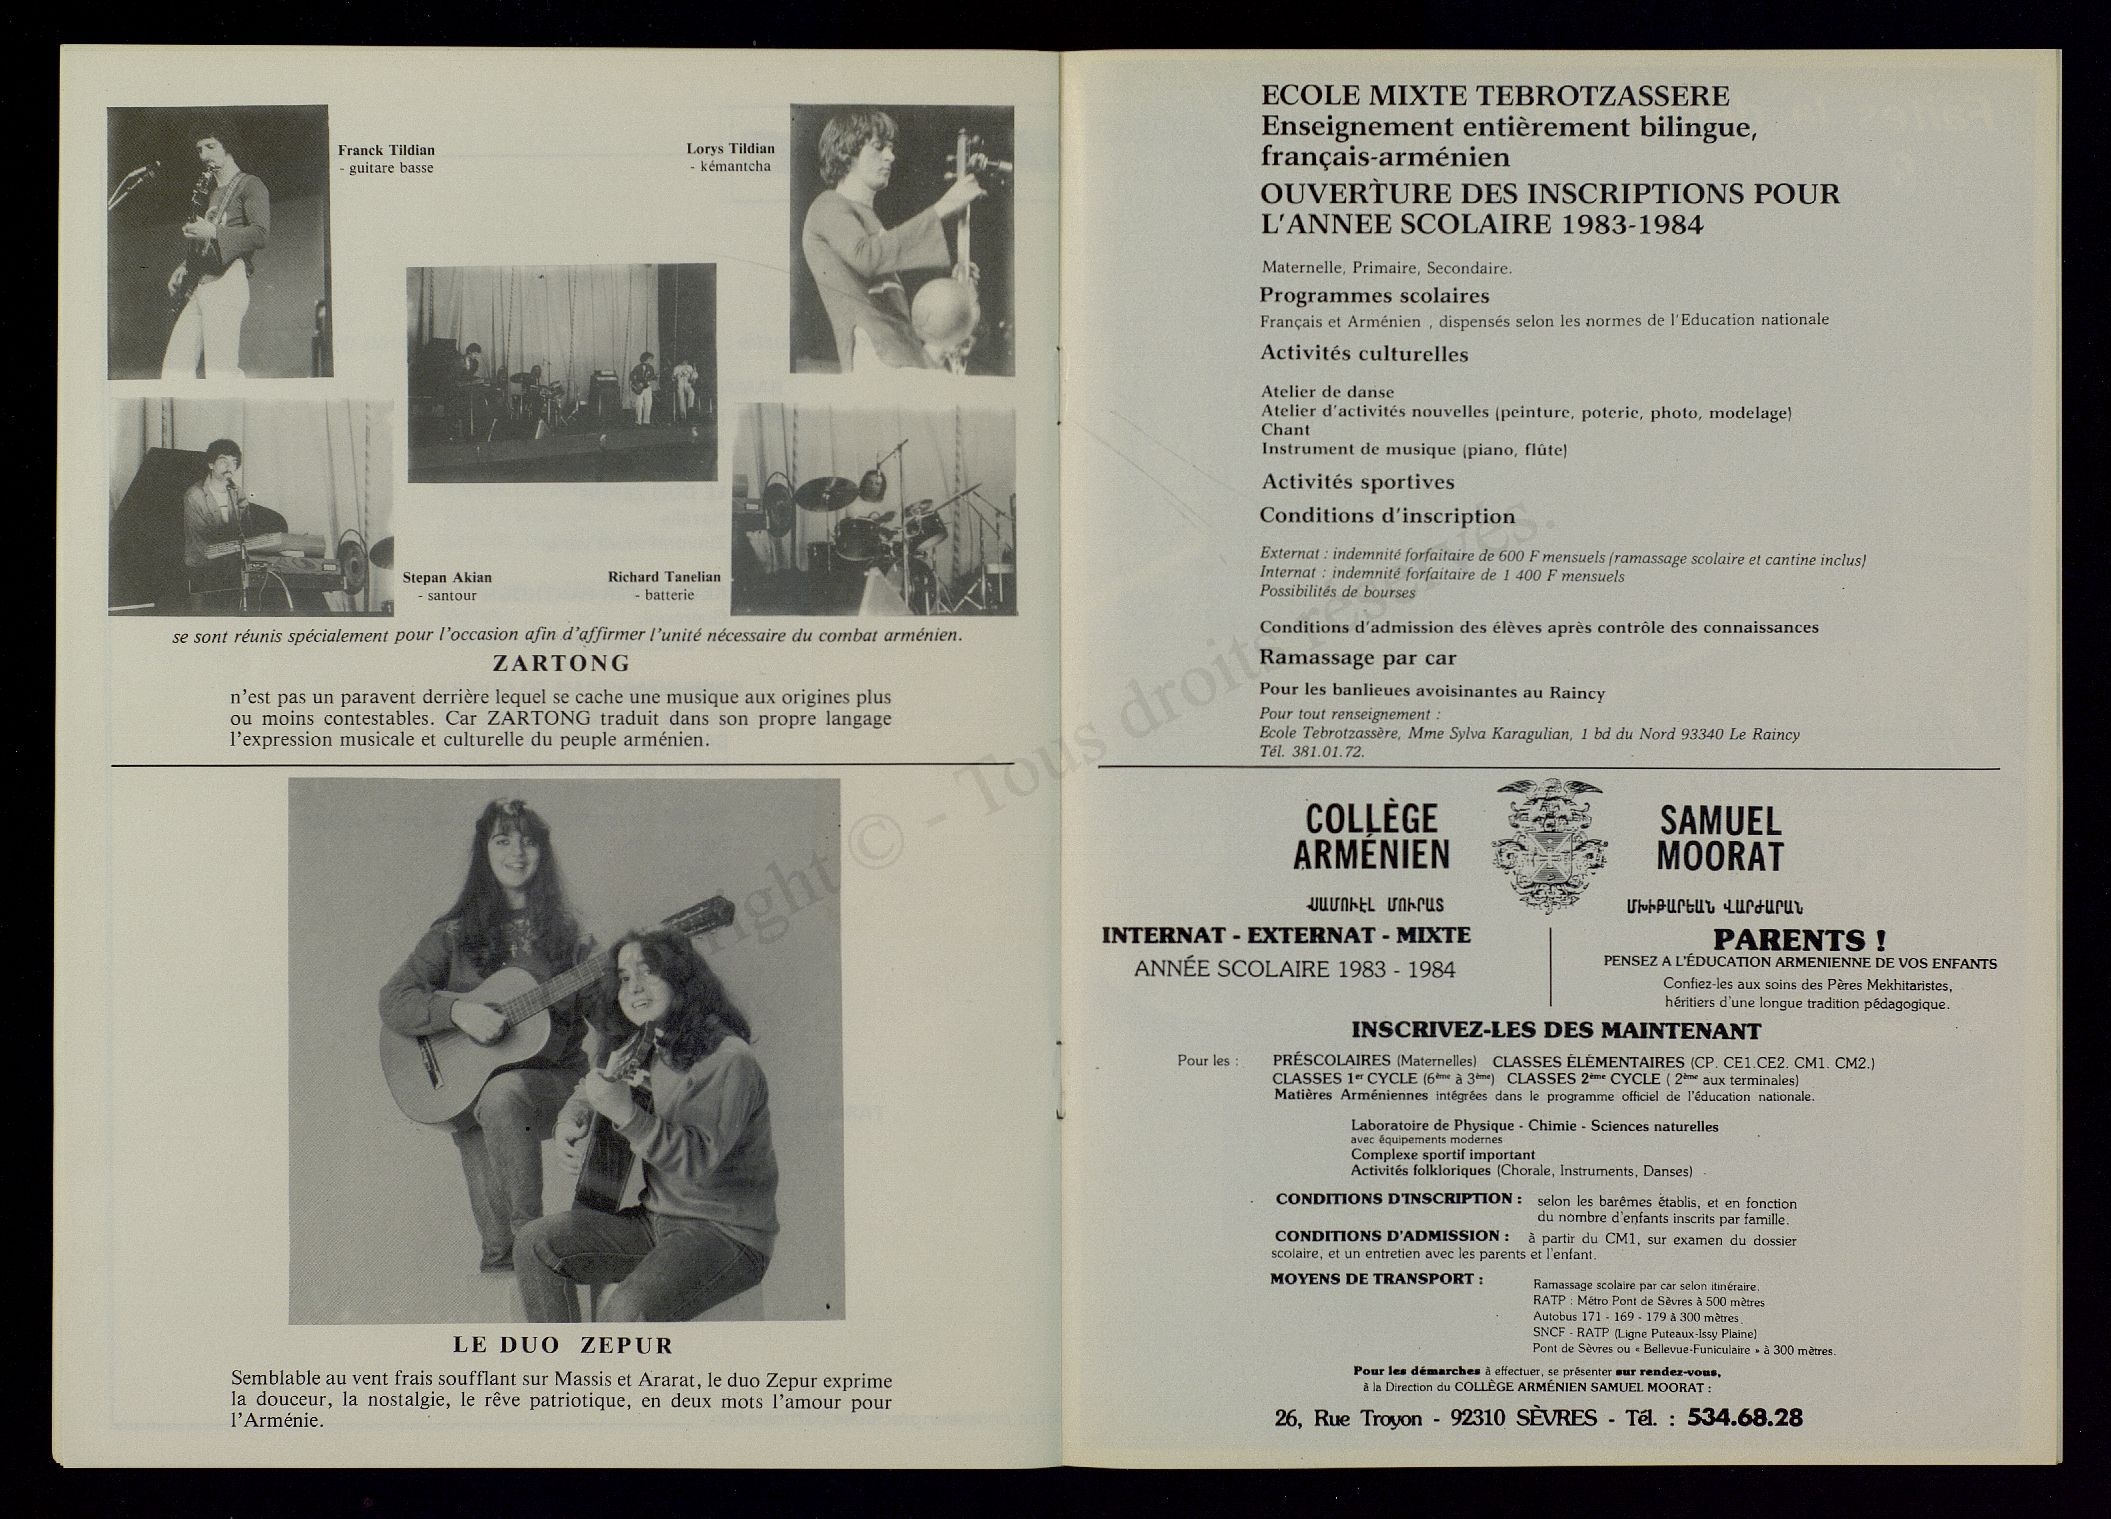 Franck Tildian
- guitare basse
Lorys Tildian
- kémantcha
Stepan Akian
- santour
Richard Tanelian
- batterie
se sont réunis spécialement pour l'occasion afin d'affirmer l'unité nécessaire du combat arménien.
ZARTONG
n'est pas un paravent derrière lequel se cache une musique aux origines plus
ou moins contestables. Car ZARTONG traduit dans son propre langage
l'expression musicale et culturelle du peuple arménien.
LE DUO ZEPUR
Semblable au vent frais soufflant sur Massis et Ararat, le duo Zepur exprime
la douceur, la nostalgie, le rêve patriotique, en deux mots l'amour pour
l'Arménie.
ECOLE MIXTE TEBROTZASSERE
Enseignement entièrement bilingue,
français-arménien
OUVERTURE DES INSCRIPTIONS POUR
L'ANNEE SCOLAIRE 1983-1984
Maternelle, Primaire, Secondaire.
Programmes scolaires
Français et Arménien , dispensés selon les normes de l'Education nationale
Activités culturelles
Atelier de danse
Atelier d'activités nouvelles (peinture, poterie, photo, modelage)
Chant
Instrument de musique (piano, flûte)
Activités sportives
Conditions d'inscription
Externat : indemnité forfaitaire de 600 F mensuels (ramassage scolaire et cantine inclus)
Internat : indemnité forfaitaire de 1 400 F mensuels
Possibilités de bourses
Conditions d'admission des élèves après contrôle des connaissances
Ramassage par car
Pour les banlieues avoisinantes au Raincy
Pour tout renseignement :
Ecole Tebrotzassère, Mme Sylva Karagulian, 1 bd du Nord 93340 Le Raincy
Tél. 381.01.72.
COLLÈGE
ARMÉNIEN
SAMUEL
MOORAT
ՍԱՄՈՒԷԼ ՄՈՒՐԱՏ
ՄԽԻԹԱՐԵԱՆ ՎԱՐԺԱՐԱՆ
INTERNAT - EXTERNAT - MIXTE
ANNÉE SCOLAIRE 1983 - 1984
PARENTS !
PENSEZ A L'ÉDUCATION ARMENIENNE DE VOS ENFANTS
Confiez-les aux soins des Pères Mekhitaristes,
héritiers d'une longue tradition pédagogique.
INSCRIVEZ-LES DES MAINTENANT
Pour les : PRÉSCOLAIRES (Maternelles) CLASSES ÉLÉMENTAIRES (CP. CE1.CE2. CM1. CM2.)
CLASSES 1er CYCLE (6ème à 3ème) CLASSES 2ème CYCLE ( 2ème aux terminales)
Matières Arméniennes intégrées dans le programme officiel de l'éducation nationale.
Laboratoire de Physique - Chimie - Sciences naturelles
avec équipements modernes
Complexe sportif important
Activités folkloriques (Chorale, Instruments, Danses)
CONDITIONS D'INSCRIPTION : selon les barêmes établis, et en fonction
du nombre d'enfants inscrits par famille.
CONDITIONS D'ADMISSION : à partir du CM1, sur examen du dossier
scolaire, et un entretien avec les parents et l'enfant.
MOYENS DE TRANSPORT : Ramassage scolaire par car selon itinéraire.
RATP : Métro Pont de Sèvres à 500 mètres
Autobus 171 - 169 - 179 à 300 mètres.
SNCF - RATP (Ligne Puteaux-Issy Plaine)
Pont de Sèvres ou « Bellevue-Funiculaire » à 300 mètres.
Pour les démarches à effectuer, se présenter sur rendez-vous,
à la Direction du COLLÈGE ARMÉNIEN SAMUEL MOORAT :
26, Rue Troyon - 92310 SÈVRES - Tél. : 534.68.28
right © - Tous droits réservés.